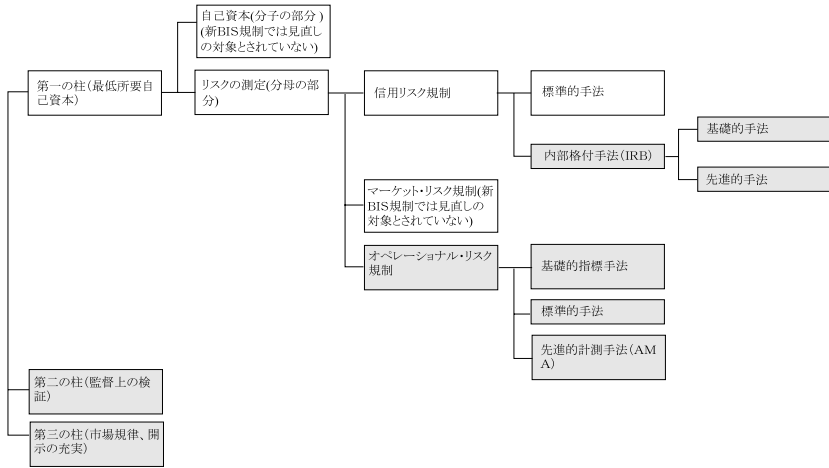 自己資本(分子の部分)
(新BIS規制では見直し
の対象とされていない)
第一の柱(最低所要自
己資本)
リスクの測定(分母の部
分)
信用リスク規制
標準的手法
内部格付手法(IRB)
基礎的手法
先進的手法
マーケット・リスク規制(新
BIS規制では見直しの
対象とされていない)
オペレーショナル・リスク
規制
基礎的指標手法
標準的手法
先進的計測手法(AM
A)
第二の柱(監督上の検
証)
第三の柱(市場規律、開
示の充実)